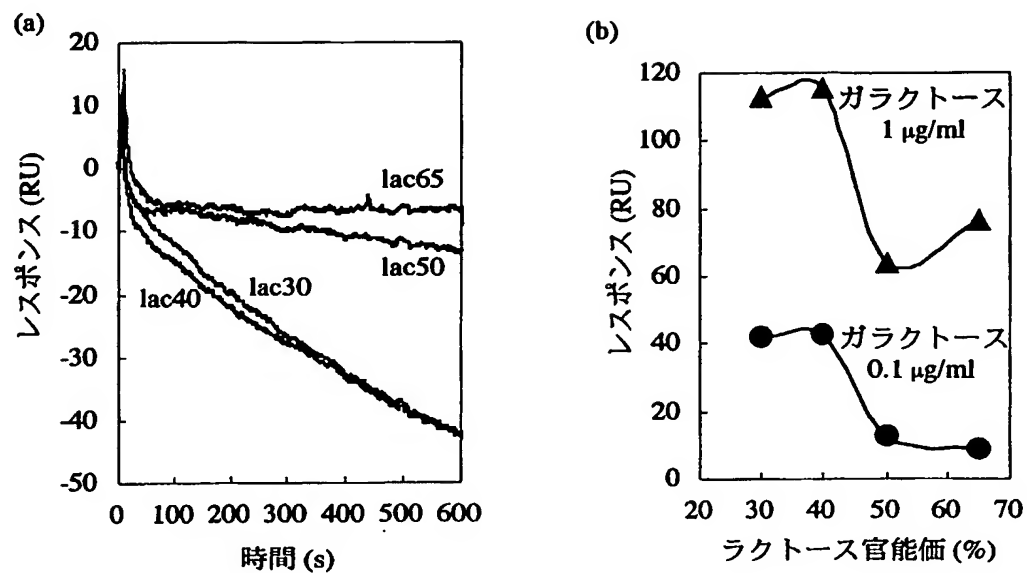 (a)
20
10
0
-10
-20
-30
-40
-50
レスポンス (RU)
lac65
lac50
lac30
lac40
0 100 200 300 400 500 600
時間 (s)
(b)
120
100
80
60
40
20
0
レスポンス (RU)
ガラクトース
1 μg/ml
ガラクトース
0.1 μg/ml
20 30 40 50 60 70
ラクトース官能価 (%)